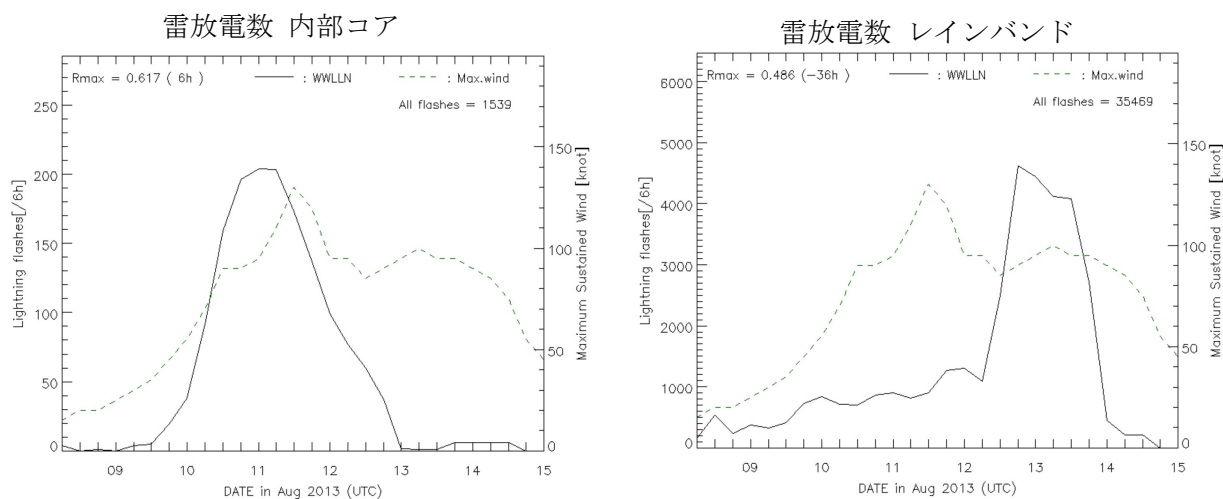 雷放電数 内部コア
Rmax = 0.617 ( 6h )
: WWLLN
: Max.wind
All flashes = 1539
Lightning flashes[/6h]
250
200
150
100
50
0
150
100
50
0
Maximum Sustained Wind [knot]
09 10 11 12 13 14 15
DATE in Aug 2013 (UTC)
雷放電数 レインバンド
Rmax = 0.486 (−36h )
: WWLLN
: Max.wind
All flashes = 35469
Lightning flashes[/6h]
6000
5000
4000
3000
2000
1000
0
150
100
50
0
Maximum Sustained Wind [knot]
09 10 11 12 13 14 15
DATE in Aug 2013 (UTC)